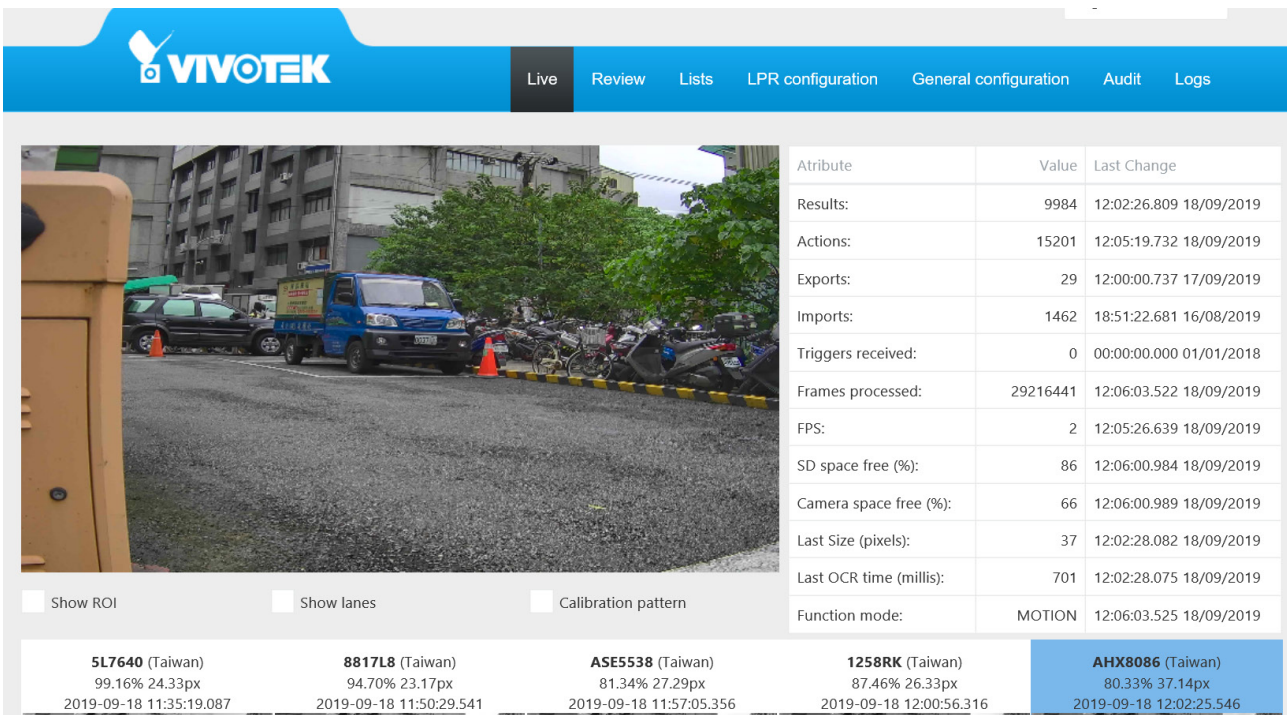 VIVOTEK
Live Review Lists LPR configuration General configuration Audit Logs
Atribute Value Last Change
Results: 9984 12:02:26.809 18/09/2019
Actions: 15201 12:05:19.732 18/09/2019
Exports: 29 12:00:00.737 17/09/2019
Imports: 1462 18:51:22.681 16/08/2019
Triggers received: 0 00:00:00.000 01/01/2018
Frames processed: 29216441 12:06:03.522 18/09/2019
FPS: 2 12:05:26.639 18/09/2019
SD space free (%): 86 12:06:00.984 18/09/2019
Camera space free (%): 66 12:06:00.989 18/09/2019
Last Size (pixels): 37 12:02:28.082 18/09/2019
Last OCR time (millis): 701 12:02:28.075 18/09/2019
Function mode: MOTION 12:06:03.525 18/09/2019
Show ROI Show lanes Calibration pattern
5L7640 (Taiwan) 8817L8 (Taiwan) ASE5538 (Taiwan) 1258RK (Taiwan) AHX8086 (Taiwan)
99.16% 24.33px 94.70% 23.17px 81.34% 27.29px 87.46% 26.33px 80.33% 37.14px
2019-09-18 11:35:19.087 2019-09-18 11:50:29.541 2019-09-18 11:57:05.356 2019-09-18 12:00:56.316 2019-09-18 12:02:25.546